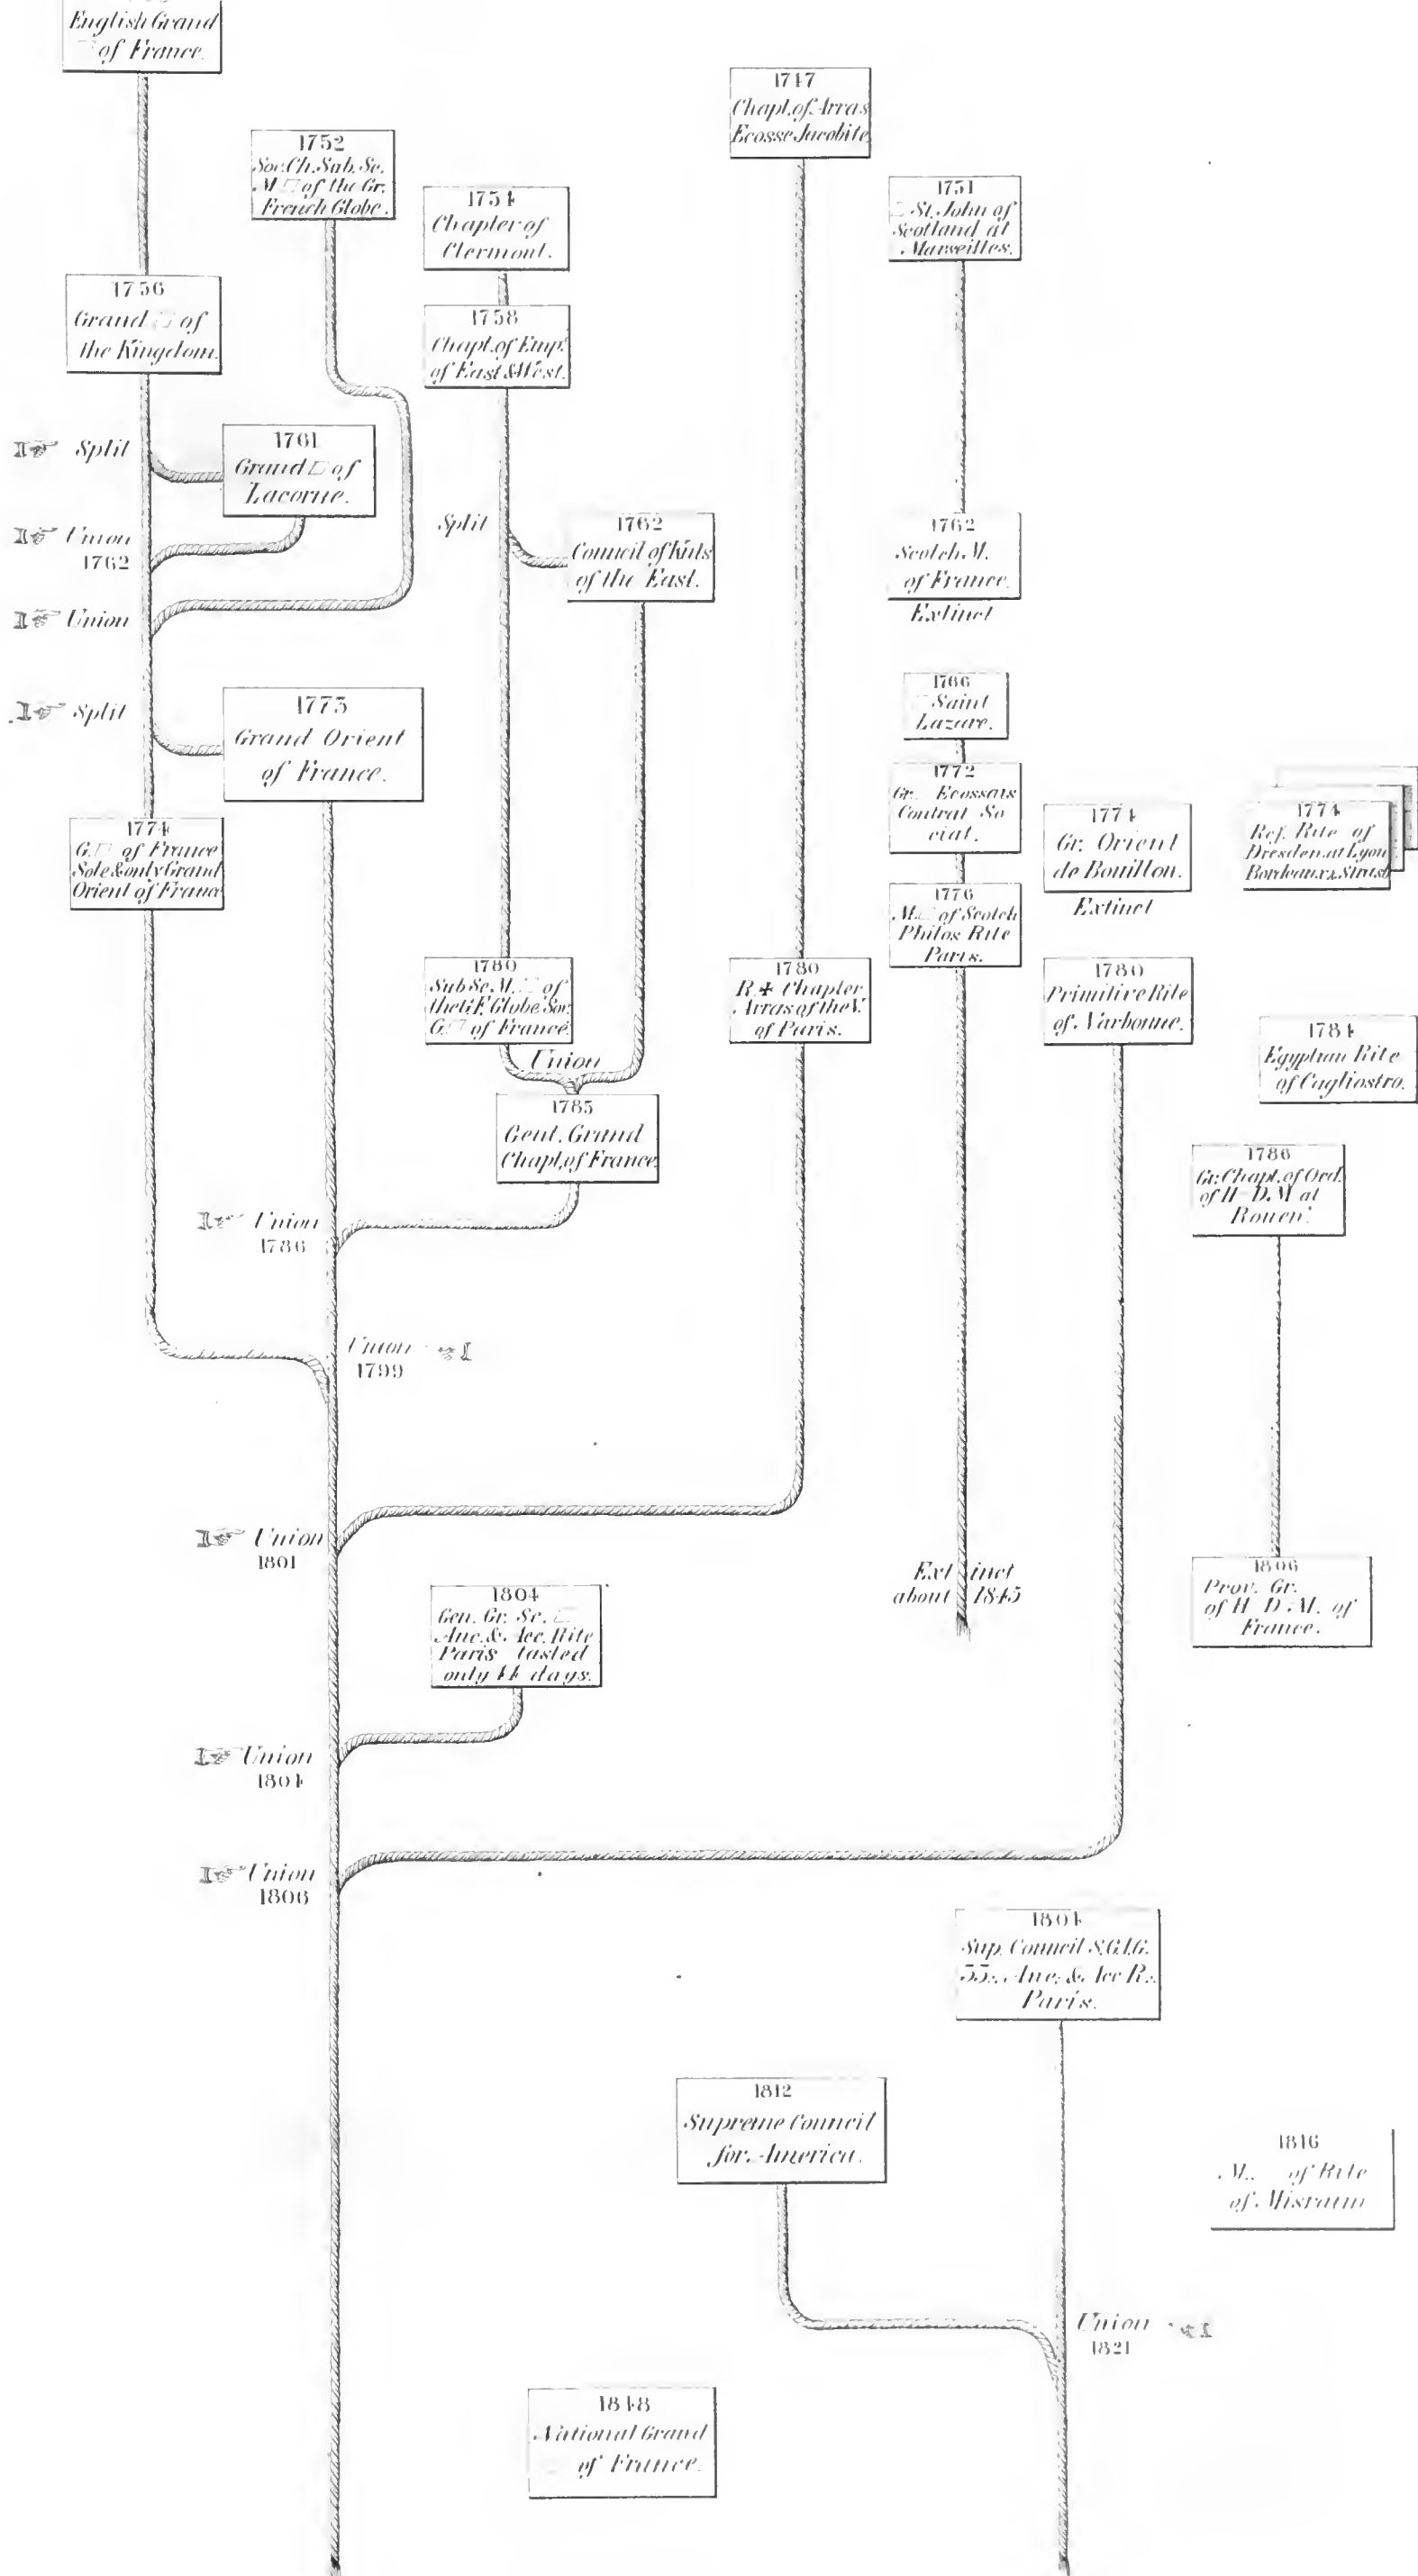 English Grand
□ of France.
1747
Chapt. of Arras
Ecosse Jacobite.
1752
Sov. Ch. Sub. Sc.
M □ of the Gr.
French Globe.
1754
Chapter of
Clermont.
1751
□ St. John of
Scotland at
Marseilles.
1756
Grand □ of
the Kingdom.
1758
Chapt. of Emp.
of East & West.
Split
1761
Grand □ of
Lacorne.
Union
1762
Split
1762
Council of Knts
of the East.
1762
Scotch M.
of France.
Extinct
Union
1766
□ Saint
Lazare.
Split
1773
Grand Orient
of France.
1772
Gr. Ecossais
Contrat So
cial.
1774
Gr. Orient
de Bouillon.
Extinct
1774
Ref. Rite of
Dresden. at Lyon
Bordeaux & Strasb
1774
G. □ of France
Sole & only Grand
Orient of Franc
1776
M. □ of Scotch
Philos Rite
Paris.
1780
Sub Sc. M. □ of
the G.F. Globe Sov.
G. □ of France.
1780
R. ✠ Chapter
Arras of the V.
of Paris.
1780
Primitive Rite
of Narbonne.
1784
Egyptian Rite
of Cagliostro.
Union
1785
Genl. Grand
Chapt. of France.
1786
Gr. Chapt. of Ord.
of H-D.M at
Rouen.
Union
1786
Union
1799
Union
1801
Extinct
about 1845
1806
Prov. Gr.
of H-D-M. of
France.
1804
Gen. Gr. Sc. □
Anc. & Acc. Rite
Paris lasted
only 14 days.
Union
1804
Union
1806
1804
Sup. Council S.G.I.G.
33. Anc. & Acc R.
Paris.
1812
Supreme Council
for America.
1816
M. of Rite
of Misraim
Union
1821
1848
National Grand
of France.